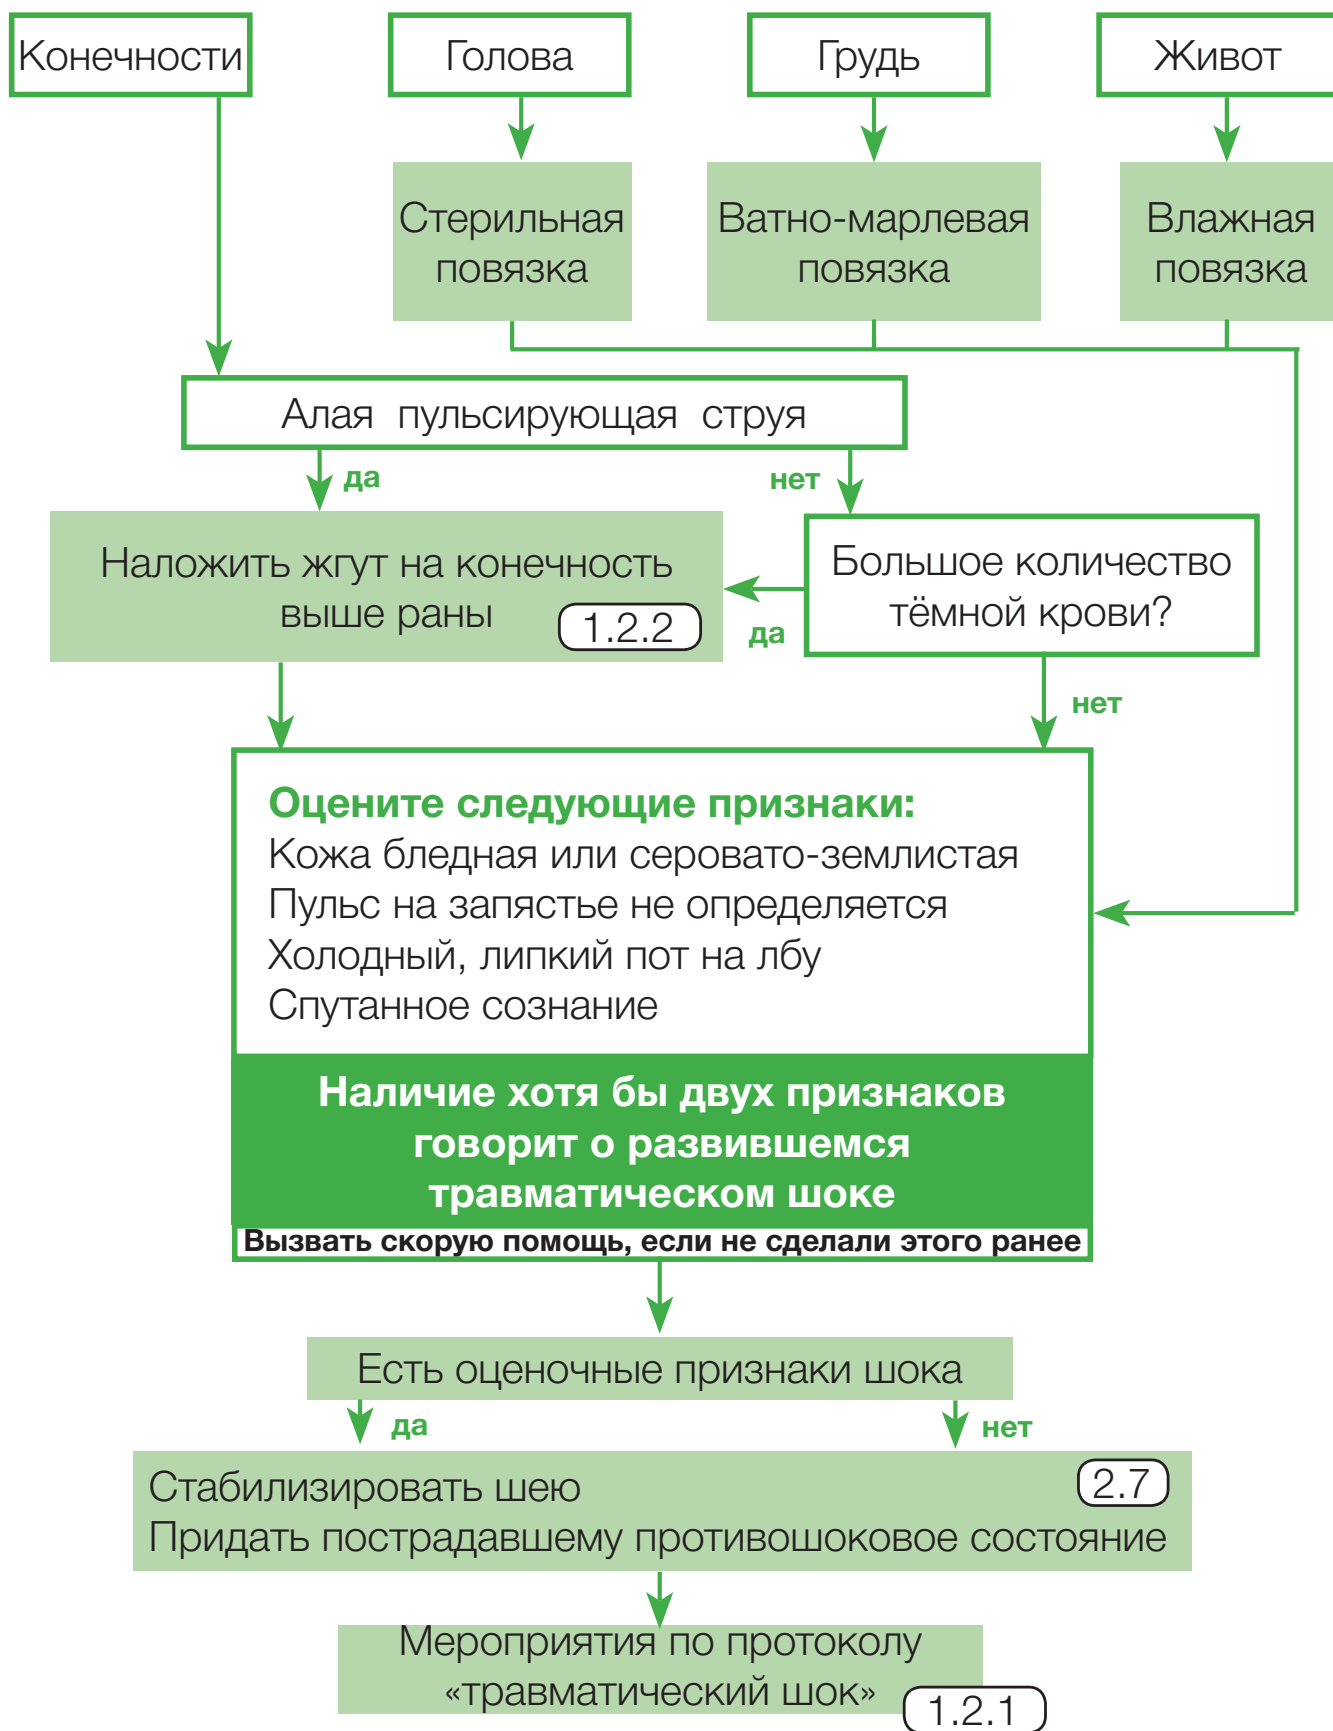 Конечности
Голова
Грудь
Живот
Стерильная
повязка
Ватно-марлевая
повязка
Влажная
повязка
Алая пульсирующая струя
да
нет
Наложить жгут на конечность
выше раны
1.2.2
да
Большое количество
тёмной крови?
нет
Оцените следующие признаки:
Кожа бледная или серовато-землистая
Пульс на запястье не определяется
Холодный, липкий пот на лбу
Спутанное сознание
Наличие хотя бы двух признаков
говорит о развившемся
травматическом шоке
Вызвать скорую помощь, если не сделали этого ранее
Есть оценочные признаки шока
да
нет
Стабилизировать шею
2.7
Придать пострадавшему противошоковое состояние
Мероприятия по протоколу
«травматический шок»
1.2.1